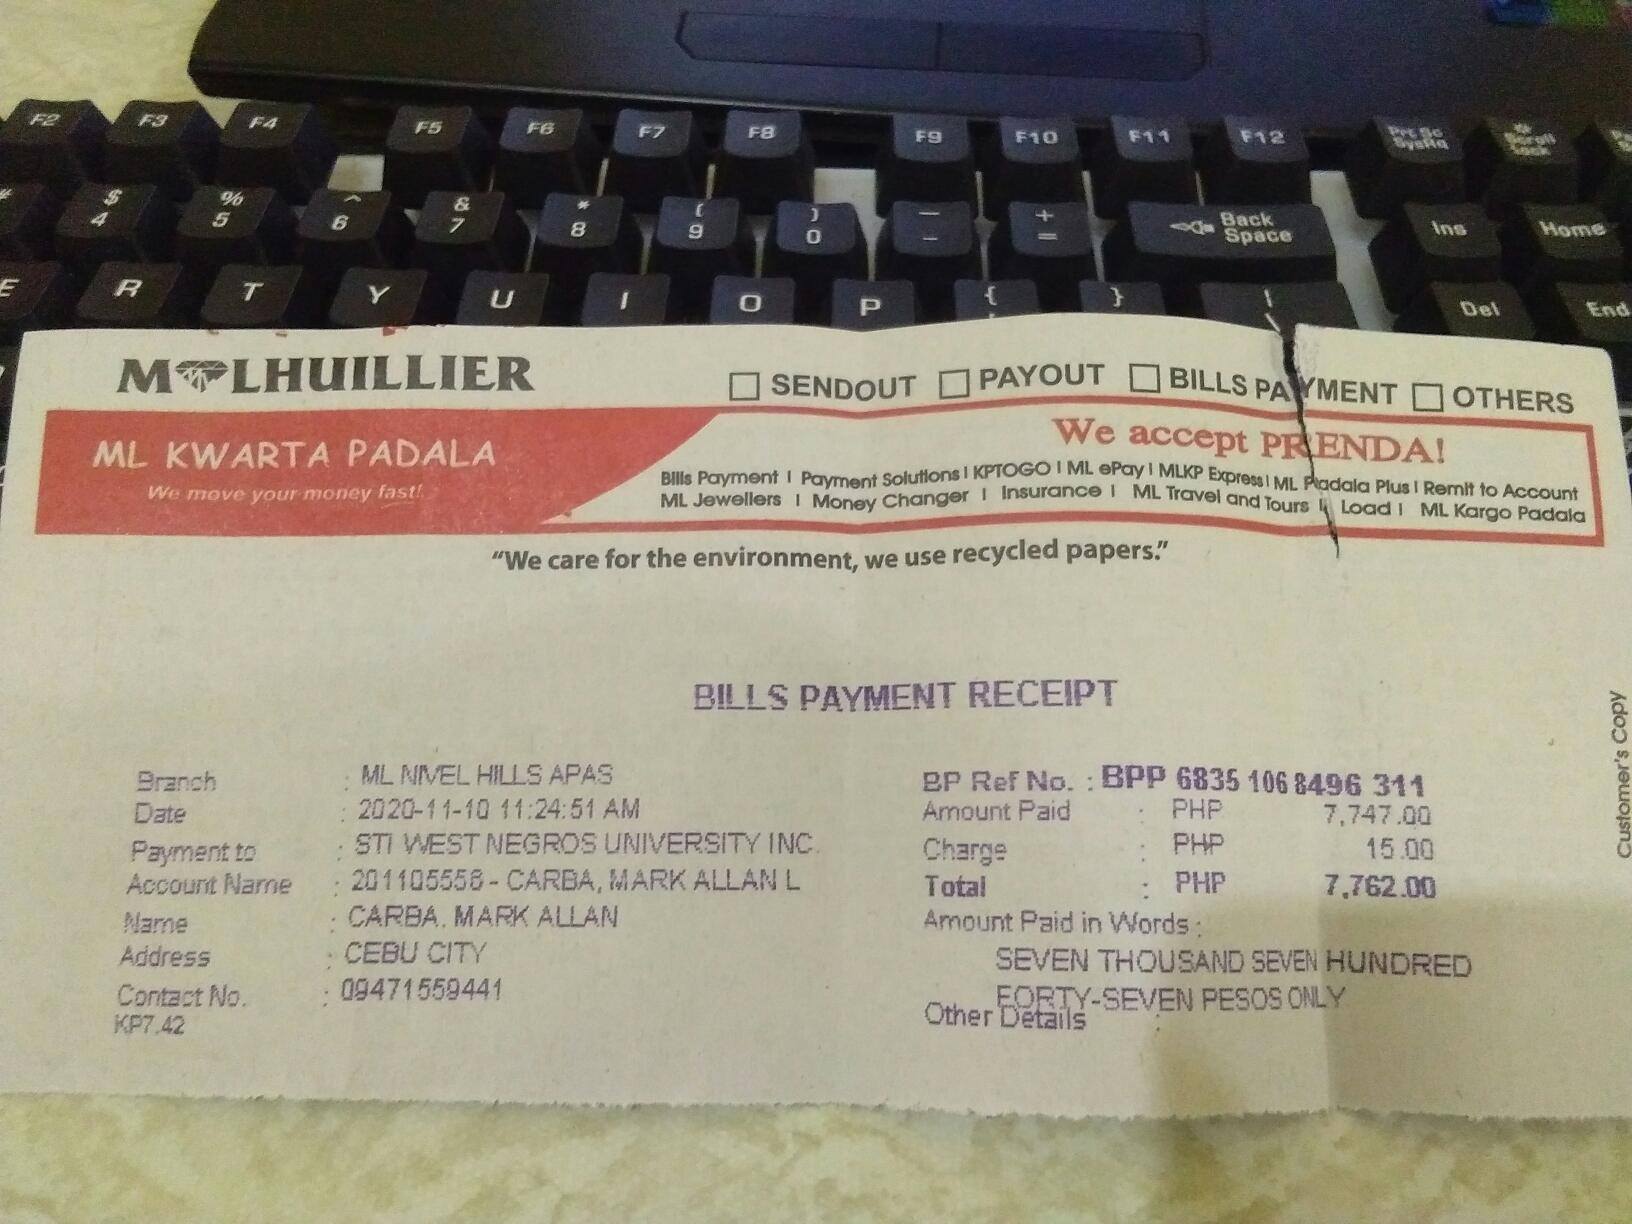 F2 F3 F4 F5 F6 F7 F8 F9 F10 F11 F12 Prt Sc SysRq
$ 4 % 5 ^ 6 & 7 * 8 ( 9 ) 0 — - + = Back Space Ins Home
E R T Y U I O P { } | \ Del End
M LHUILLIER
☐ SENDOUT ☐ PAYOUT ☐ BILLS PAYMENT ☐ OTHERS
ML KWARTA PADALA
We move your money fast!
We accept PRENDA!
Bills Payment | Payment Solutions | KPTOGO | ML ePay | MLKP Express | ML Padala Plus | Remit to Account
ML Jewellers | Money Changer | Insurance | ML Travel and Tours | Load | ML Kargo Padala
“We care for the environment, we use recycled papers.”
BILLS PAYMENT RECEIPT
Branch : ML NIVEL HILLS APAS
Date : 2020-11-10 11:24:51 AM
Payment to : STI WEST NEGROS UNIVERSITY INC.
Account Name : 201105558 - CARBA, MARK ALLAN L
Name : CARBA, MARK ALLAN
Address : CEBU CITY
Contact No. : 09471559441
KP7.42
BP Ref No. : BPP 6835 106 8496 311
Amount Paid : PHP 7,747.00
Charge : PHP 15.00
Total : PHP 7,762.00
Amount Paid in Words :
SEVEN THOUSAND SEVEN HUNDRED
FORTY-SEVEN PESOS ONLY
Other Details :
Customer's Copy